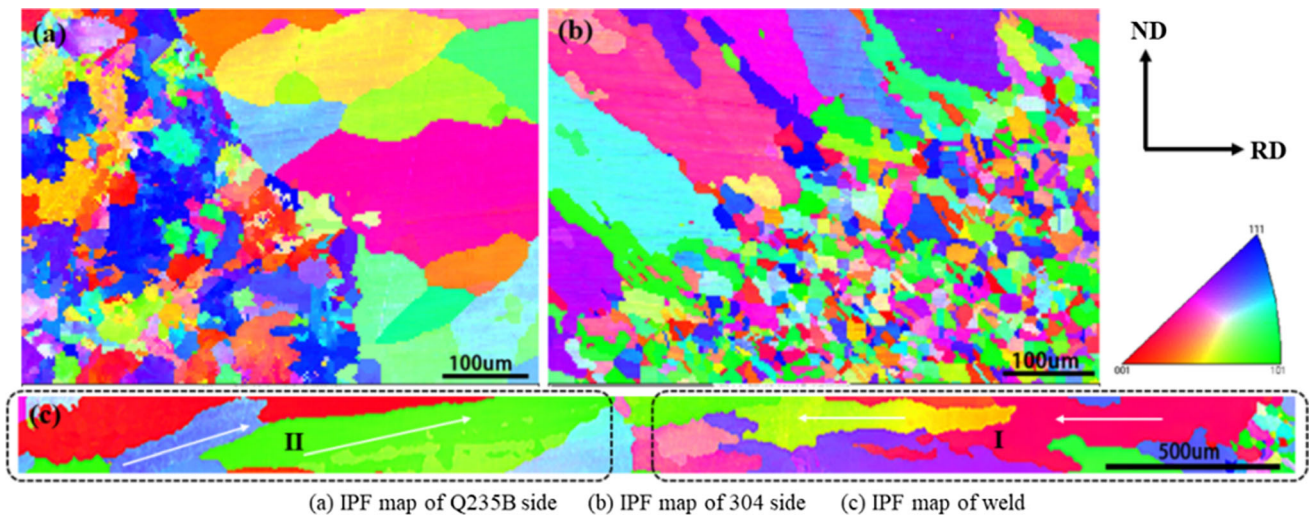 (a)
(b)
ND
RD
111
001
101
100um
100um
(c)
II
I
500um
(a) IPF map of Q235B side (b) IPF map of 304 side (c) IPF map of weld